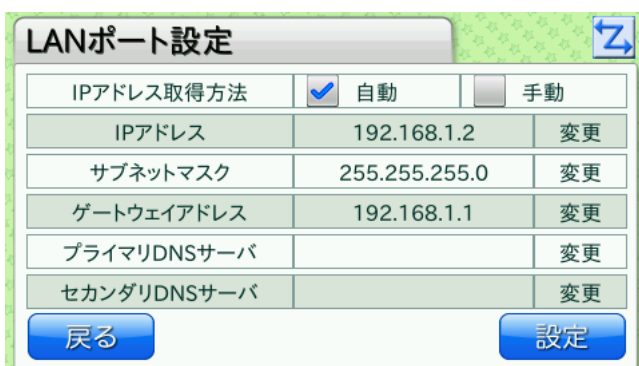 LANポート設定
IPアドレス取得方法 自動 手動
IPアドレス 192.168.1.2 変更
サブネットマスク 255.255.255.0 変更
ゲートウェイアドレス 192.168.1.1 変更
プライマリDNSサーバ 変更
セカンダリDNSサーバ 変更
戻る 設定